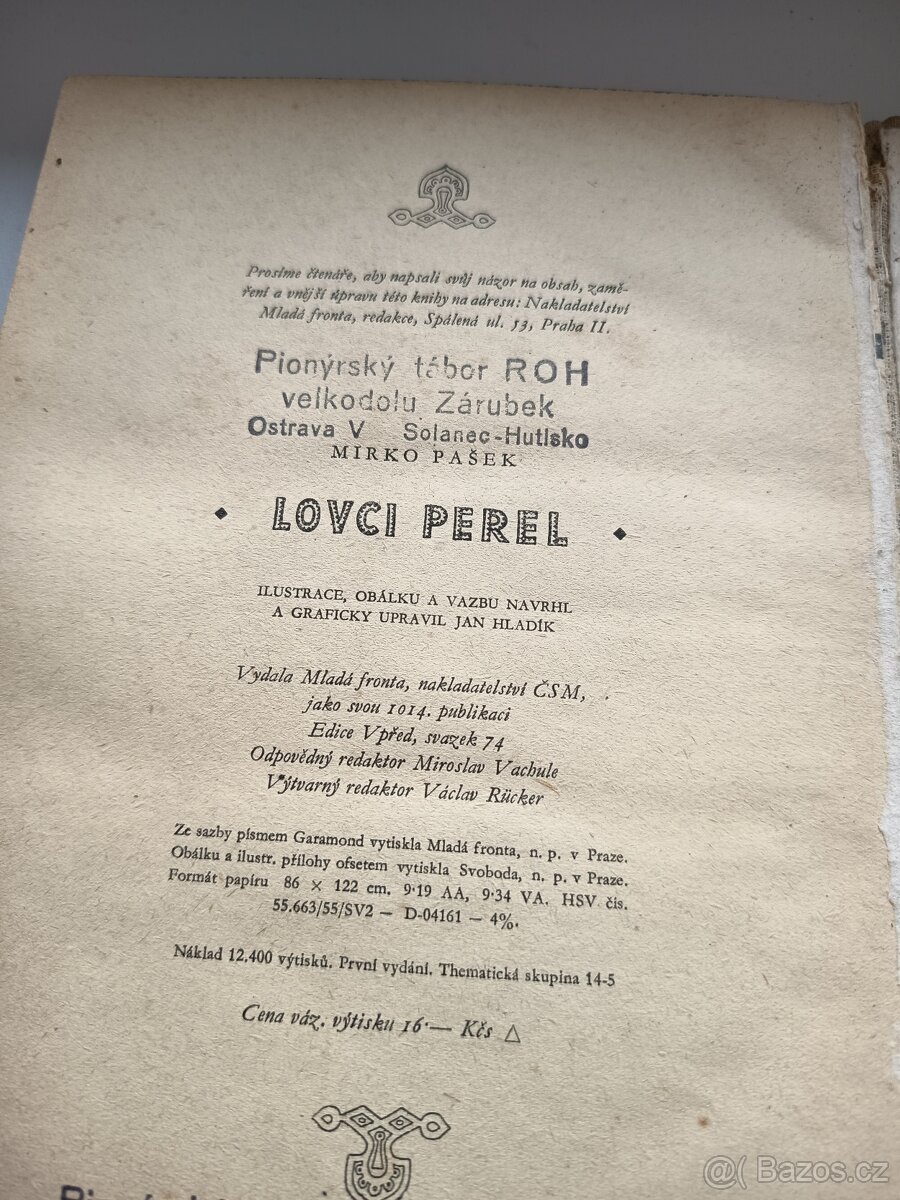 Prosíme čtenáře, aby napsali svůj názor na obsah, zamě-
ření a vnější úpravu této knihy na adresu: Nakladatelství
Mladá fronta, redakce, Spálená ul. 53, Praha II.
Pionýrský tábor ROH
velkodolu Zárubek
Ostrava V Solanec-Hutisko
MIRKO PAŠEK
LOVCI PEREL
ILUSTRACE, OBÁLKU A VAZBU NAVRHL
A GRAFICKY UPRAVIL JAN HLADÍK
Vydala Mladá fronta, nakladatelství ČSM,
jako svou 1014. publikaci
Edice Vpřed, svazek 74
Odpovědný redaktor Miroslav Vachule
Výtvarný redaktor Václav Rücker
Ze sazby písmem Garamond vytiskla Mladá fronta, n. p. v Praze.
Obálku a ilustr. přílohy ofsetem vytiskla Svoboda, n. p. v Praze.
Formát papíru 86 × 122 cm. 9·19 AA, 9·34 VA. HSV čís.
55.663/55/SV2 — D-04161 — 4%.
Náklad 12.400 výtisků. První vydání. Thematická skupina 14-5
Cena váz. výtisku 16·— Kčs △
@( Bazos.cz